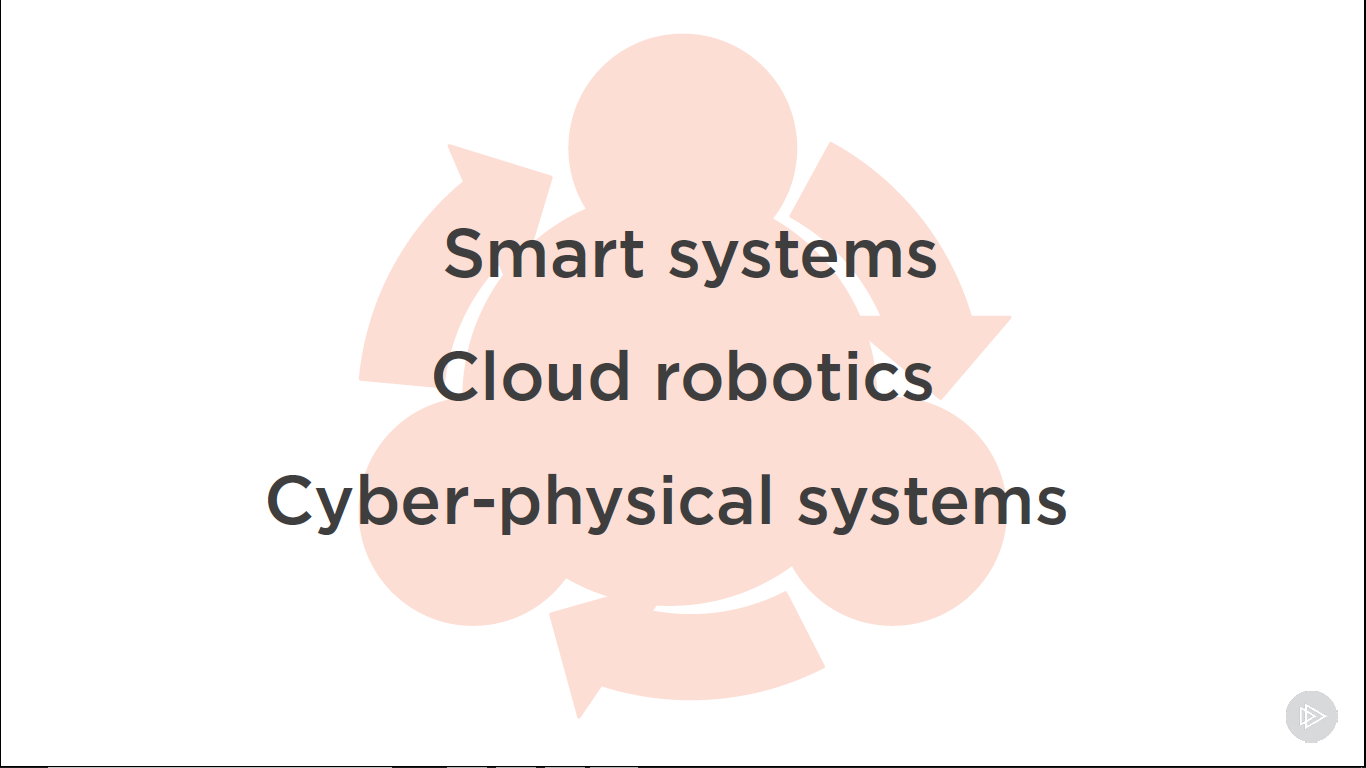 Smart systems
Cloud robotics
Cyber-physical systems